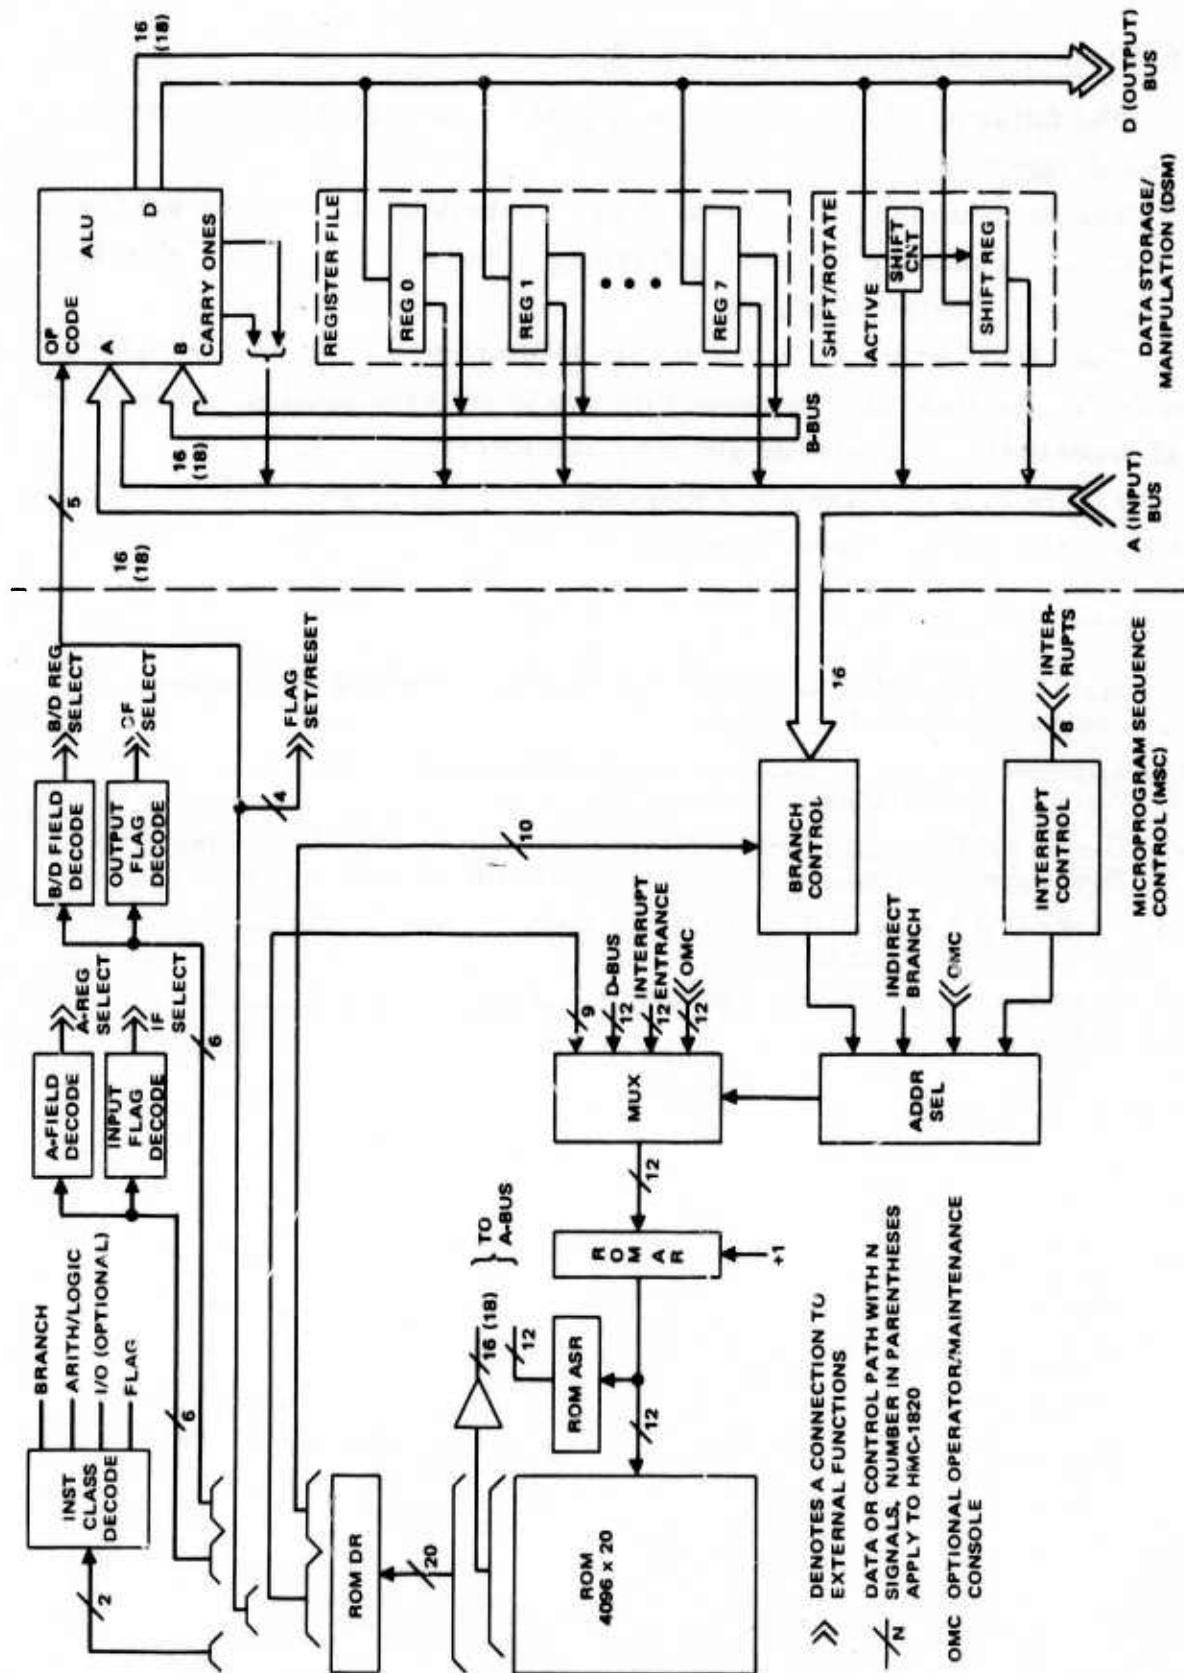 INST
CLASS
DECODE
BRANCH
ARITH/LOGIC
I/O (OPTIONAL)
FLAG
2
6
A-FIELD
DECODE
A-REG
SELECT
INPUT
FLAG
DECODE
IF
SELECT
6
B/D FIELD
DECODE
B/D REG
SELECT
OUTPUT
FLAG
DECODE
OF
SELECT
4
FLAG
SET/RESET
5
16
(18)
ROM DR
20
ROM
4096 x 20
16 (18)
12
TO
A-BUS
ROM ASR
12
ROMAR
+1
12
MUX
9
12
D-BUS
12
INTERRUPT
ENTRANCE
12
OMC
10
BRANCH
CONTROL
16
ADDR
SEL
INDIRECT
BRANCH
OMC
INTERRUPT
CONTROL
8
INTER-
RUPTS
MICROPROGRAM SEQUENCE
CONTROL (MSC)
OP
CODE
ALU
A
B
D
CARRY ONES
16
(18)
16
(18)
REGISTER FILE
REG 0
REG 1
REG 7
B-BUS
SHIFT/ROTATE
ACTIVE
SHIFT
CNT
SHIFT REG
A (INPUT)
BUS
D (OUTPUT)
BUS
DATA STORAGE/
MANIPULATION (DSM)
DENOTES A CONNECTION TO
EXTERNAL FUNCTIONS
N
DATA OR CONTROL PATH WITH N
SIGNALS, NUMBER IN PARENTHESES
APPLY TO HMC-1820
OMC OPTIONAL OPERATOR/MAINTENANCE
CONSOLE